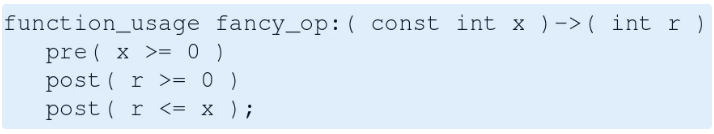 function_usage fancy_op:( const int x )->( int r )
pre( x >= 0 )
post( r >= 0 )
post( r <= x );